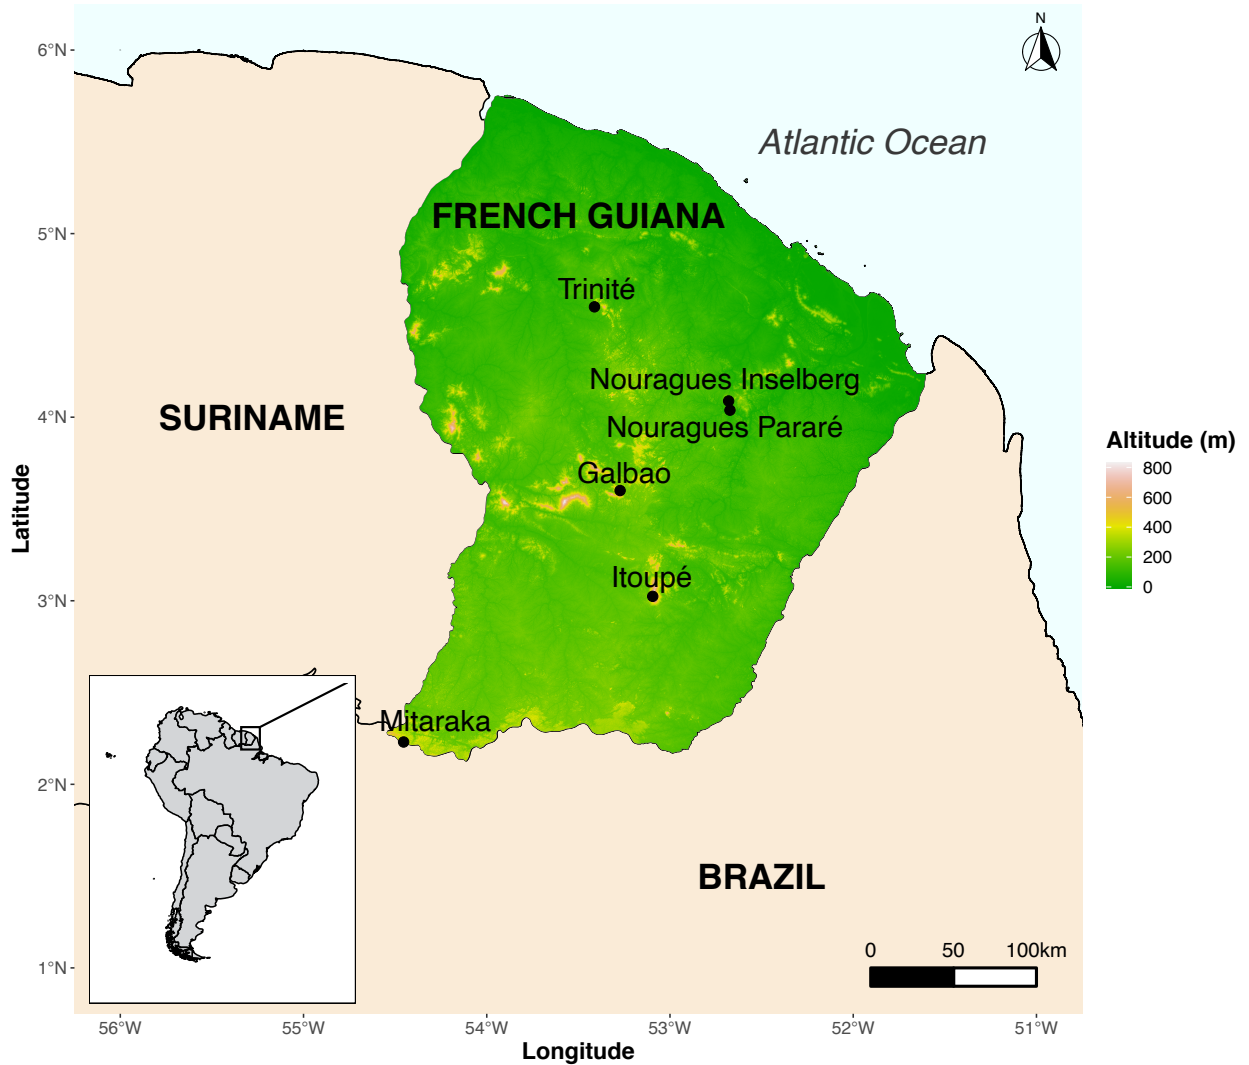 N
6°N
Atlantic Ocean
FRENCH GUIANA
5°N
Trinité
Nouragues Inselberg
SURINAME
4°N
Nouragues Pararé
Altitude (m)
800
600
400
200
0
Galbao
Latitude
Itoupé
3°N
Mitaraka
2°N
BRAZIL
0 50 100km
1°N
56°W 55°W 54°W 53°W 52°W 51°W
Longitude